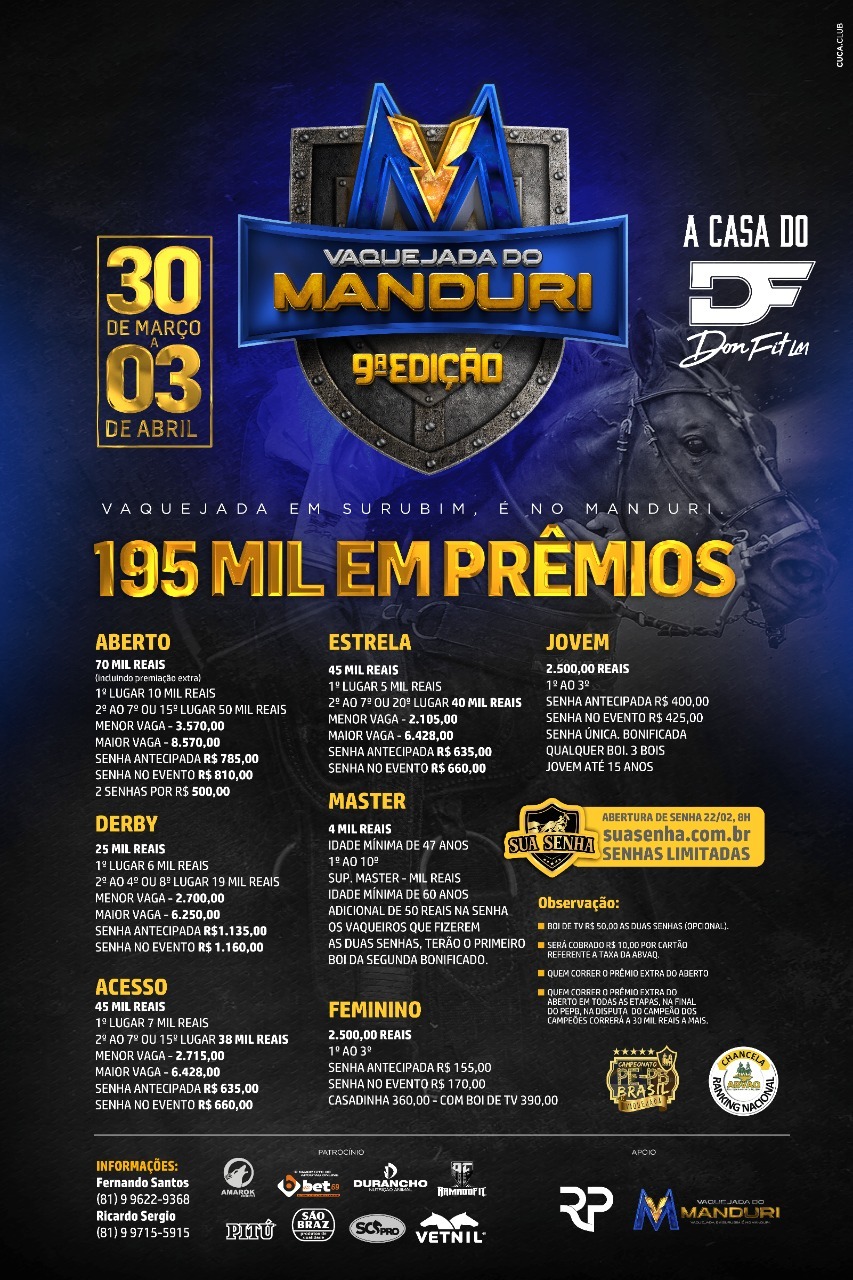 CUCA.CLUB
VAQUEJADA DO
MANDURI
9ª EDIÇÃO
30
DE MARÇO
A
03
DE ABRIL
A CASA DO
DF
Don Fit LM
VAQUEJADA EM SURUBIM, É NO MANDURI.
195 MIL EM PRÊMIOS
ABERTO
70 MIL REAIS
(incluindo premiação extra)
1º LUGAR 10 MIL REAIS
2º AO 7º OU 15º LUGAR 50 MIL REAIS
MENOR VAGA - 3.570,00
MAIOR VAGA - 8.570,00
SENHA ANTECIPADA R$ 785,00
SENHA NO EVENTO R$ 810,00
2 SENHAS POR R$ 500,00
DERBY
25 MIL REAIS
1º LUGAR 6 MIL REAIS
2º AO 4º OU 8º LUGAR 19 MIL REAIS
MENOR VAGA - 2.700,00
MAIOR VAGA - 6.250,00
SENHA ANTECIPADA R$1.135,00
SENHA NO EVENTO R$ 1.160,00
ACESSO
45 MIL REAIS
1º LUGAR 7 MIL REAIS
2º AO 7º OU 15º LUGAR 38 MIL REAIS
MENOR VAGA - 2.715,00
MAIOR VAGA - 6.428,00
SENHA ANTECIPADA R$ 635,00
SENHA NO EVENTO R$ 660,00
ESTRELA
45 MIL REAIS
1º LUGAR 5 MIL REAIS
2º AO 7º OU 20º LUGAR 40 MIL REAIS
MENOR VAGA - 2.105,00
MAIOR VAGA - 6.428,00
SENHA ANTECIPADA R$ 635,00
SENHA NO EVENTO R$ 660,00
MASTER
4 MIL REAIS
IDADE MÍNIMA DE 47 ANOS
1º AO 10º
SUP. MASTER - MIL REAIS
IDADE MÍNIMA DE 60 ANOS
ADICIONAL DE 50 REAIS NA SENHA
OS VAQUEIROS QUE FIZEREM
AS DUAS SENHAS, TERÃO O PRIMEIRO
BOI DA SEGUNDA BONIFICADO.
FEMININO
2.500,00 REAIS
1º AO 3º
SENHA ANTECIPADA R$ 155,00
SENHA NO EVENTO R$ 170,00
CASADINHA 360,00 - COM BOI DE TV 390,00
JOVEM
2.500,00 REAIS
1º AO 3º
SENHA ANTECIPADA R$ 400,00
SENHA NO EVENTO R$ 425,00
SENHA ÚNICA. BONIFICADA
QUALQUER BOI. 3 BOIS
JOVEM ATÉ 15 ANOS
SUA SENHA
ABERTURA DE SENHA 22/02, 8H
suasenha.com.br
SENHAS LIMITADAS
Observação:
BOI DE TV R$ 50,00 AS DUAS SENHAS (OPCIONAL).
SERÁ COBRADO R$ 10,00 POR CARTÃO
REFERENTE A TAXA DA ABVAQ.
QUEM CORRER O PRÊMIO EXTRA DO ABERTO
QUEM CORRER O PRÊMIO EXTRA DO
ABERTO EM TODAS AS ETAPAS, NA FINAL
DO PEPB, NA DISPUTA DO CAMPEÃO DOS
CAMPEÕES CORRERÁ A 30 MIL REAIS A MAIS.
CAMPEONATO
PE-PB
BRASIL
VAQUEJADA
CHANCELA
ABVAQ
RANKING NACIONAL
INFORMAÇÕES:
Fernando Santos
(81) 9 9622-9368
Ricardo Sergio
(81) 9 9715-5915
PATROCÍNIO
AMAROK
bet89
DURANCHO
NUTRIÇÃO ANIMAL
RAMADOFIT
PITÚ
SÃO
BRAZ
SCSPRO
VETNIL
APOIO
RP
VAQUEJADA DO
MANDURI
VAQUEJADA EM SURUBIM É NO MANDURI